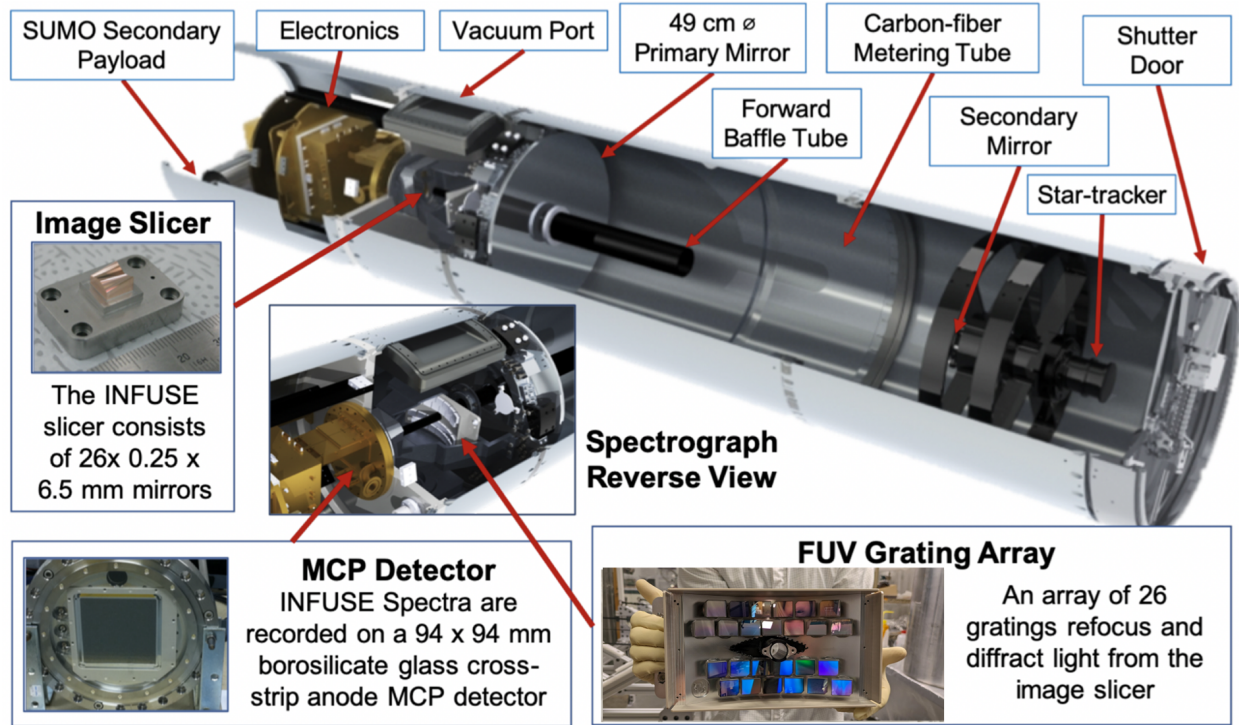 SUMO Secondary
Payload
Electronics
Vacuum Port
49 cm ø
Primary Mirror
Carbon-fiber
Metering Tube
Shutter
Door
Forward
Baffle Tube
Secondary
Mirror
Star-tracker
Image Slicer
The INFUSE
slicer consists
of 26x 0.25 x
6.5 mm mirrors
Spectrograph
Reverse View
MCP Detector
INFUSE Spectra are
recorded on a 94 x 94 mm
borosilicate glass cross-
strip anode MCP detector
FUV Grating Array
An array of 26
gratings refocus and
diffract light from the
image slicer